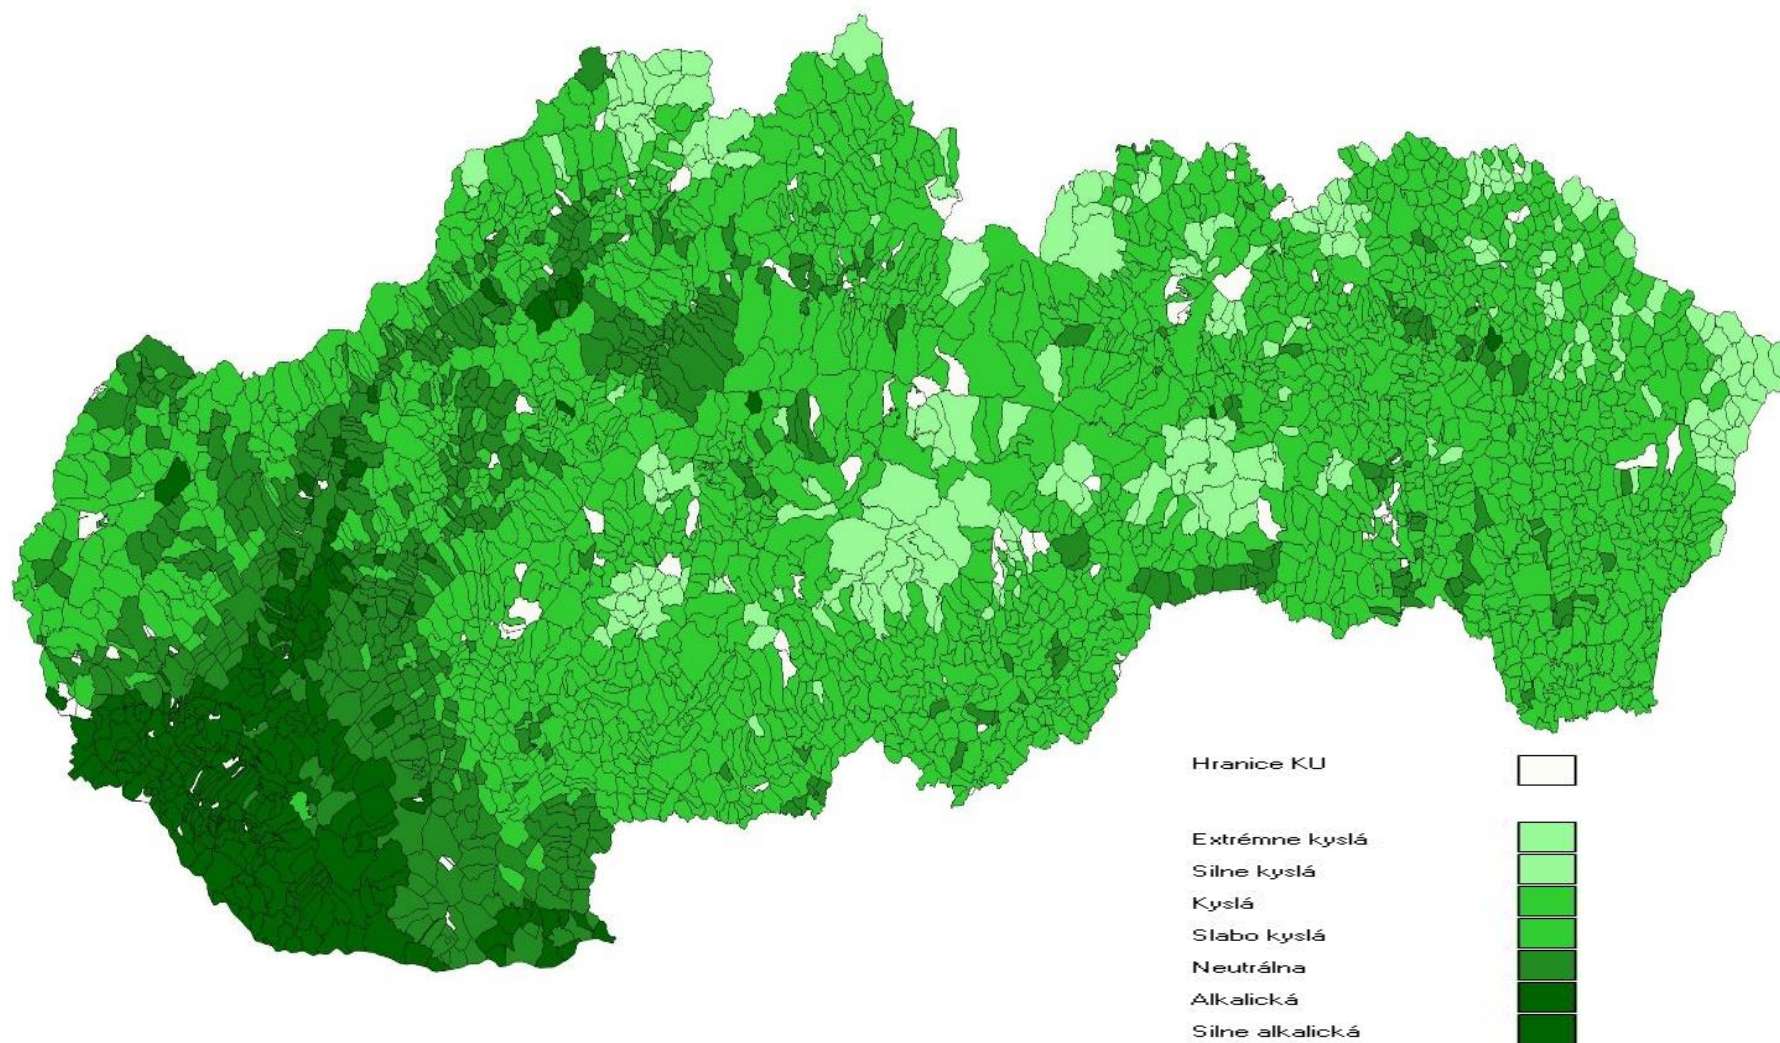 Hranice KU
Extrémne kyslá
Silne kyslá
Kyslá
Slabo kyslá
Neutrálna
Alkalická
Silne alkalická